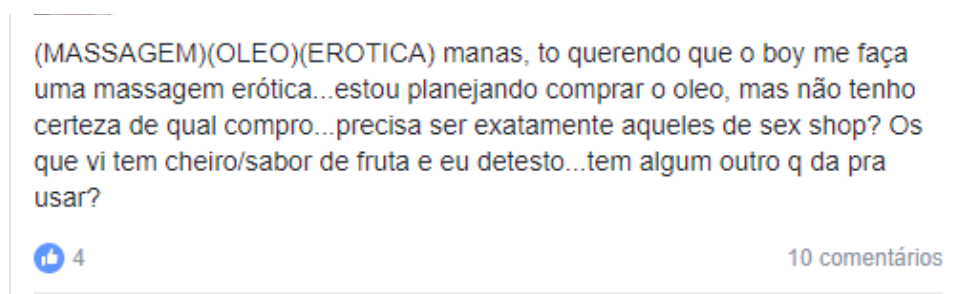 (MASSAGEM)(OLEO)(EROTICA) manas, to querendo que o boy me faça
uma massagem erótica...estou planejando comprar o oleo, mas não tenho
certeza de qual compro...precisa ser exatamente aqueles de sex shop? Os
que vi tem cheiro/sabor de fruta e eu detesto...tem algum outro q da pra
usar?
4
10 comentários